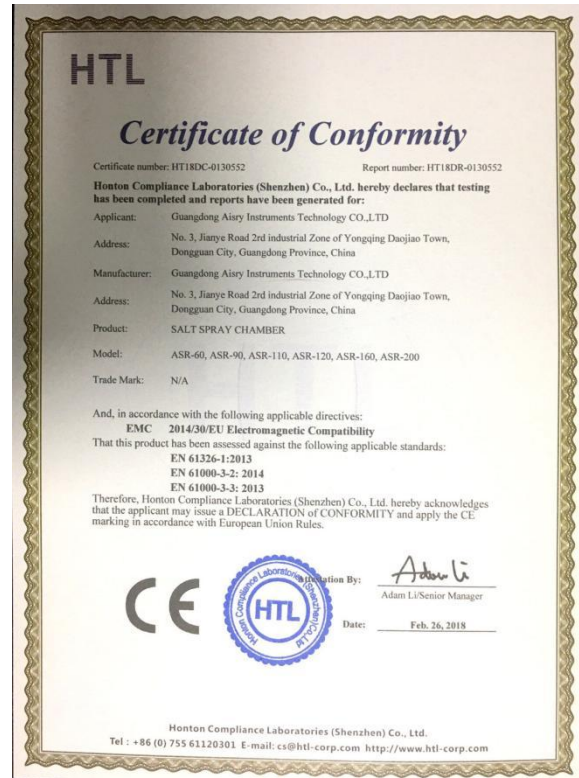 HTL
Certificate of Conformity
Certificate number: HT18DC-0130552 Report number: HT18DR-0130552
Honton Compliance Laboratories (Shenzhen) Co., Ltd. hereby declares that testing
has been completed and reports have been generated for:
Applicant: Guangdong Aisry Instruments Technology CO.,LTD
Address: No. 3, Jianye Road 2rd industrial Zone of Yongqing Daojiao Town,
Dongguan City, Guangdong Province, China
Manufacturer: Guangdong Aisry Instruments Technology CO.,LTD
Address: No. 3, Jianye Road 2rd industrial Zone of Yongqing Daojiao Town,
Dongguan City, Guangdong Province, China
Product: SALT SPRAY CHAMBER
Model: ASR-60, ASR-90, ASR-110, ASR-120, ASR-160, ASR-200
Trade Mark: N/A
And, in accordance with the following applicable directives:
EMC 2014/30/EU Electromagnetic Compatibility
That this product has been assessed against the following applicable standards:
EN 61326-1:2013
EN 61000-3-2: 2014
EN 61000-3-3: 2013
Therefore, Honton Compliance Laboratories (Shenzhen) Co., Ltd. hereby acknowledges
that the applicant may issue a DECLARATION of CONFORMITY and apply the CE
marking in accordance with European Union Rules.
CE
Honton Compliance Laboratories (Shenzhen) Co., Ltd
HTL
Attestation By: Adam Li
Adam Li/Senior Manager
Date: Feb. 26, 2018
Honton Compliance Laboratories (Shenzhen) Co., Ltd.
Tel : +86 (0) 755 61120301 E-mail: cs@htl-corp.com http://www.htl-corp.com